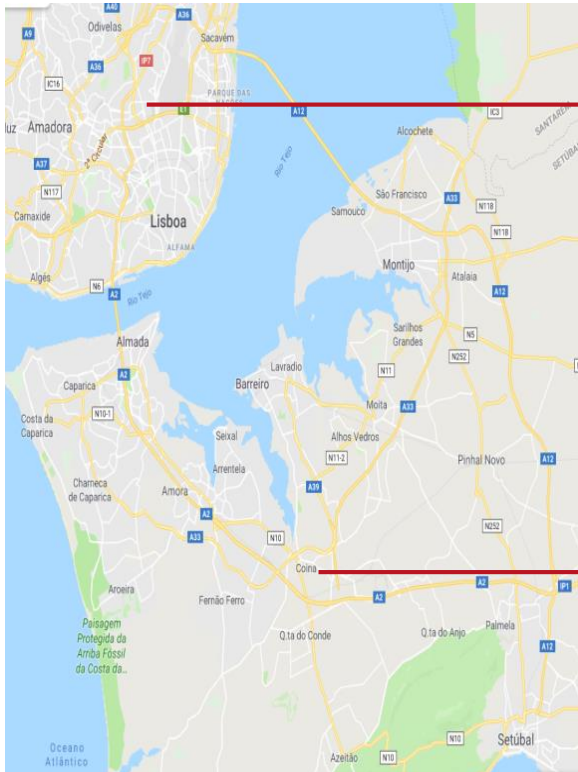 A40
A36
A9
Odivelas
Sacavém
A36
IP7
IC16
PARQUE DAS
A12
IC3
Amadora
SANTARÉM
SETÚBAL
2ª Circular
Alcochete
A37
Rio Tejo
N117
São Francisco
A33
N118
Carnaxide
Samouco
Lisboa
N118
ALFAMA
Montijo
Algés
Atalaia
N6
A2
Rio Tejo
A12
Sarilhos
Grandes
N5
Almada
N252
Lavradio
N11
A2
Caparica
Barreiro
Moita
A33
Costa da
Caparica
N10-1
Seixal
Alhos Vedros
Arrentela
N11-2
Pinhal Novo
A12
Charneca
de Caparica
Amora
A39
A2
N252
A33
N10
Coina
A2
IP1
Aroeira
Fernão Ferro
A2
Paisagem
Protegida da
Arriba Fóssil
da Costa da...
Q.ta do Conde
Q.ta do Anjo
Palmela
A12
Oceano
Atlântico
Setúbal
N10
Azeitão
N10